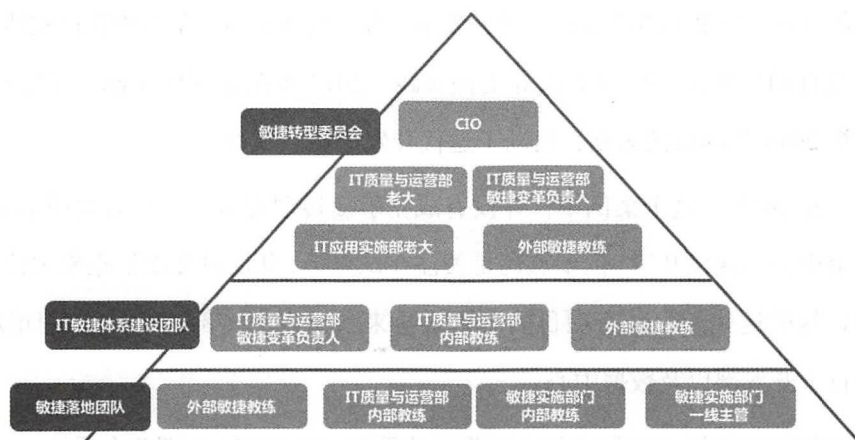 敏捷转型委员会
CIO
IT质量与运营部
老大
IT质量与运营部
敏捷变革负责人
IT应用实施部老大
外部敏捷教练
IT敏捷体系建设团队
IT质量与运营部
敏捷变革负责人
IT质量与运营部
内部教练
外部敏捷教练
敏捷落地团队
外部敏捷教练
IT质量与运营部
内部教练
敏捷实施部门
内部教练
敏捷实施部门
一线主管